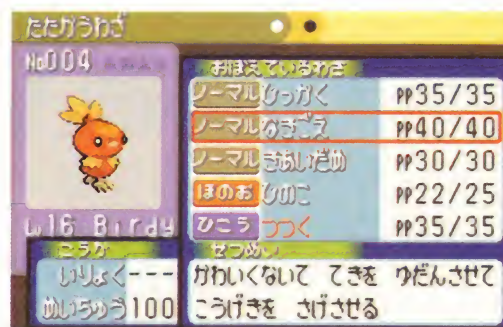 たたかうわざ
No004
おぼえているわざ
ノーマル ひっかく PP35/35
ノーマル なきごえ PP40/40
ノーマル きあいだめ PP30/30
ほのお ひのこ PP22/25
ひこう つつく PP35/35
Lv16 Birdy
こうか
いりょく---
めいちゅう100
せつめい
かわいくないて てきを ゆだんさせて
こうげきを さげさせる